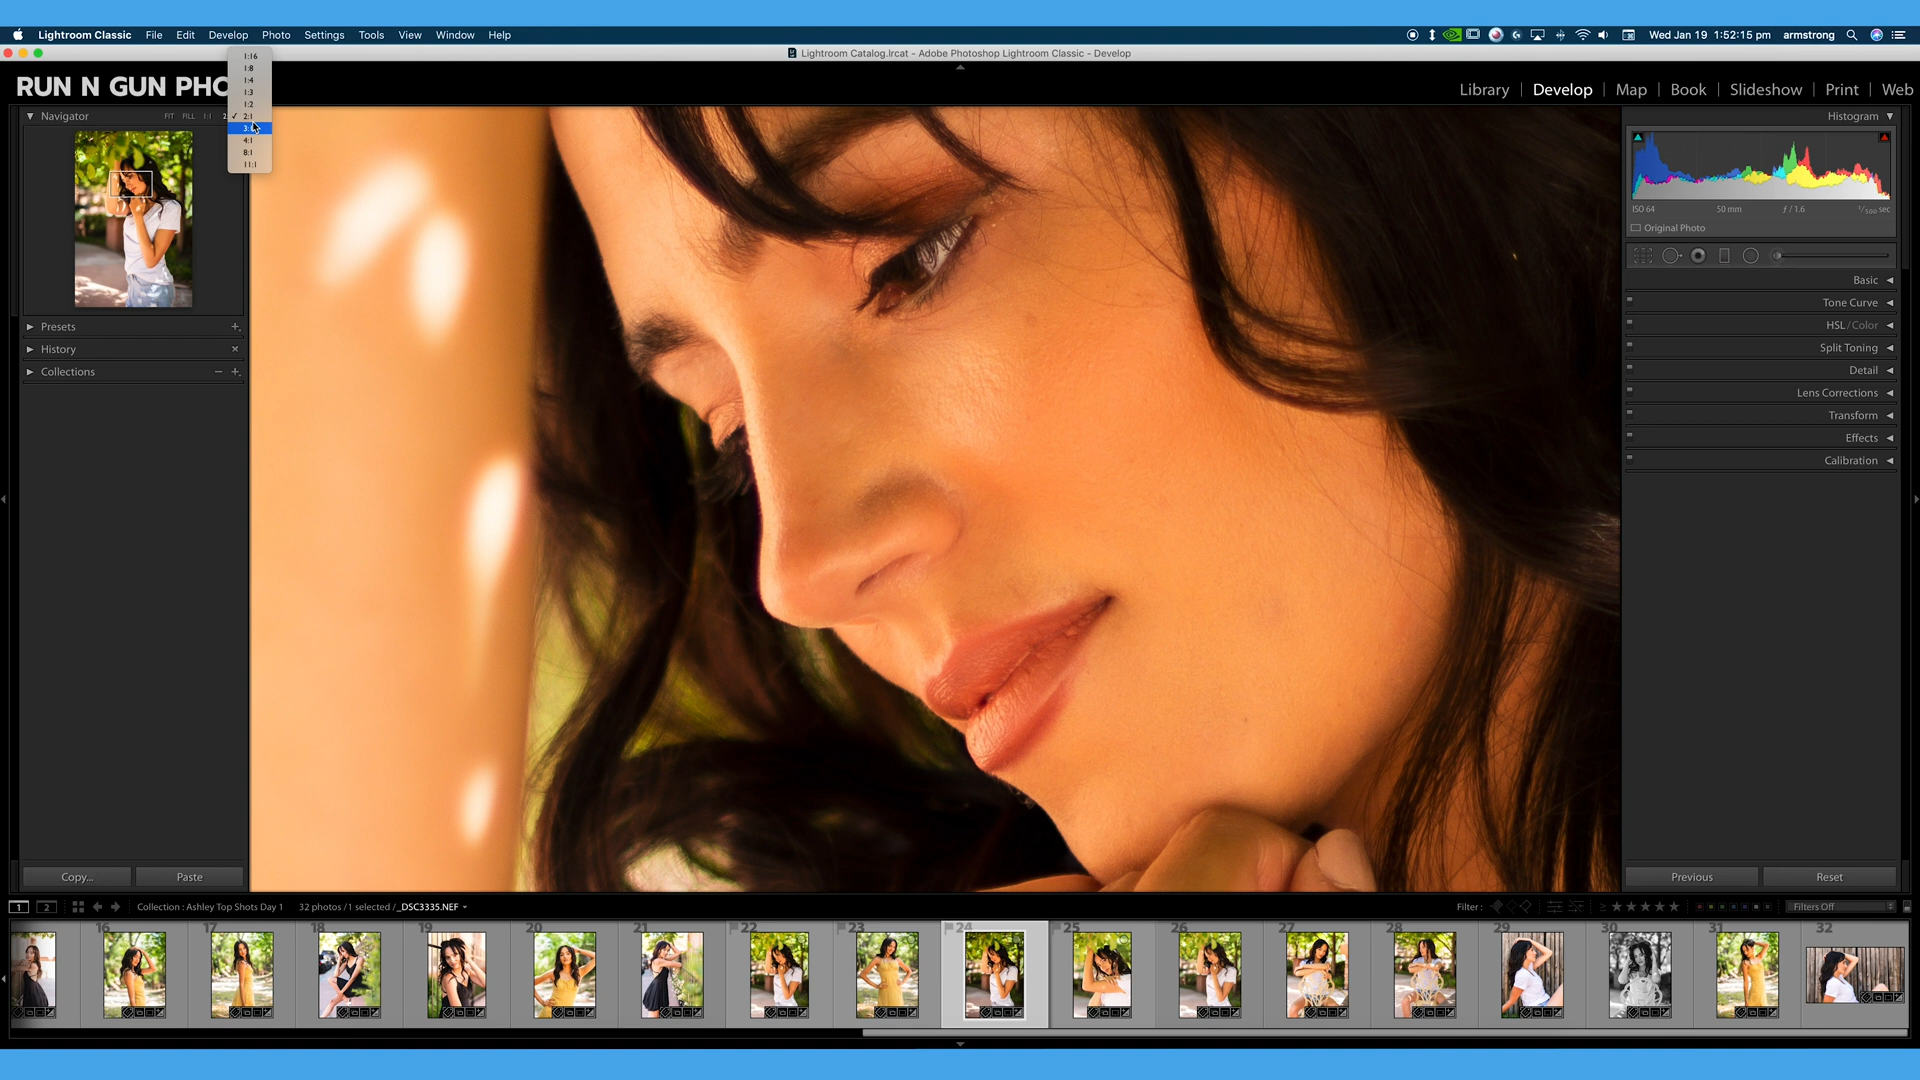 Lightroom Classic File Edit Develop Photo Settings Tools View Window Help
Wed Jan 19 1:52:15 pm armstrong
Lightroom Catalog.lrcat - Adobe Photoshop Lightroom Classic - Develop
RUN N GUN PHO
Library | Develop | Map | Book | Slideshow | Print | Web
1:16
1:8
1:4
1:3
1:2
✓ 2:1
3:
4:1
8:1
11:1
Navigator FIT FILL 1:1
Presets
History
Collections
Copy...
Paste
Histogram
ISO 64 50 mm ƒ / 1.6 1/500 sec
Original Photo
Basic
Tone Curve
HSL / Color
Split Toning
Detail
Lens Corrections
Transform
Effects
Calibration
Previous
Reset
1 2 Collection : Ashley Top Shots Day 1 32 photos / 1 selected / _DSC3335.NEF
Filter :
Filters Off
16 17 18 19 20 21 22 23 24 25 26 27 28 29 30 31 32